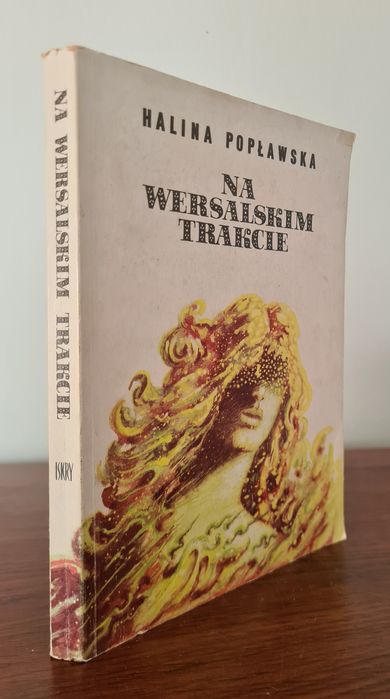 HALINA POPŁAWSKA
NA
WERSALSKIM
TRAKCIE
NA WERSALSKIM TRAKCIE
ISKRY